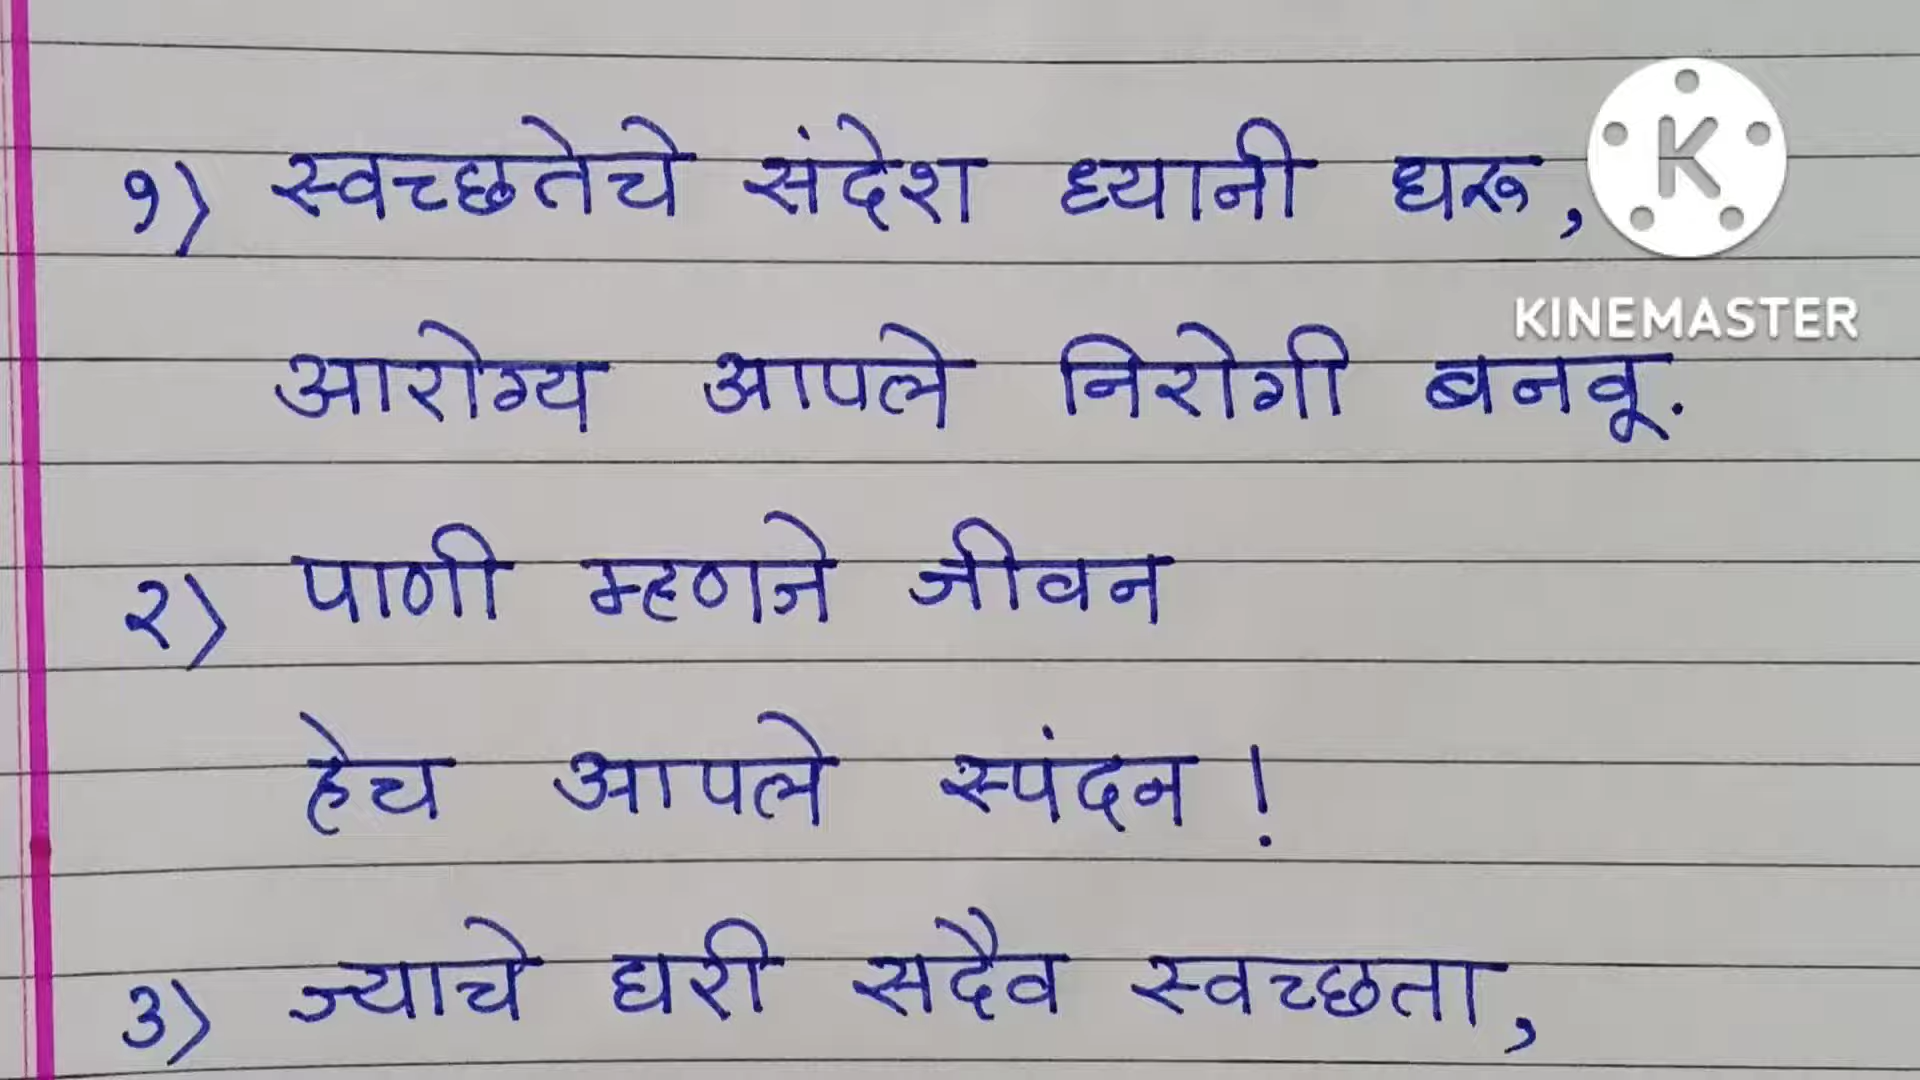 १) स्वच्छतेचे संदेश ध्यानी धरू,
आरोग्य आपले निरोगी बनवू.
२) पाणी म्हणजे जीवन
हेच आपले स्पंदन !
३) ज्याचे घरी सदैव स्वच्छता,
K
KINEMASTER